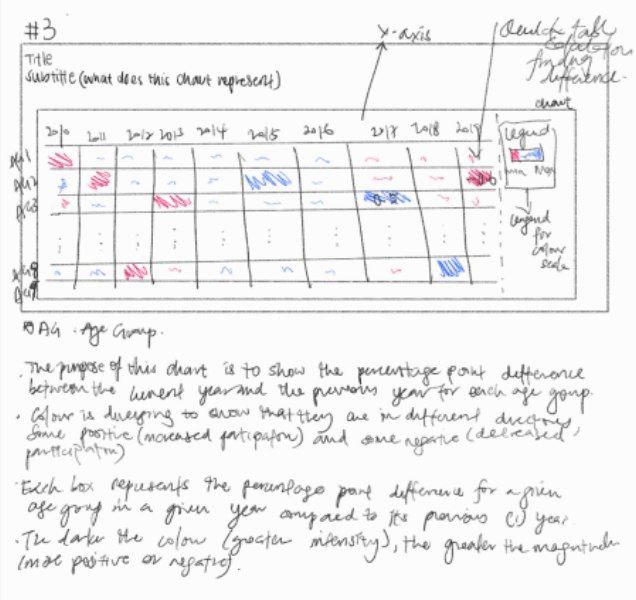 #3
X-axis
Quick table calculation finding difference.
Title
Subtitle (what does this chart represent)
chart
2010 2011 2012 2013 2014 2015 2016 2017 2018 2019
Legend
AG1
AG2
AG3
min max
Legend for colour scale
AG8
AG9
AG : Age Group.
· The purpose of this chart is to show the percentage point difference
between the current year and the previous year for each age group.
· Colour is diverging to show that they are in different directions
Some positive (increased participation) and some negative (decreased
participation)
· Each box represents the percentage point difference for a given
age group in a given year compared to its previous (1) year.
· The darker the colour (greater intensity), the greater the magnitude
(more positive or negative).